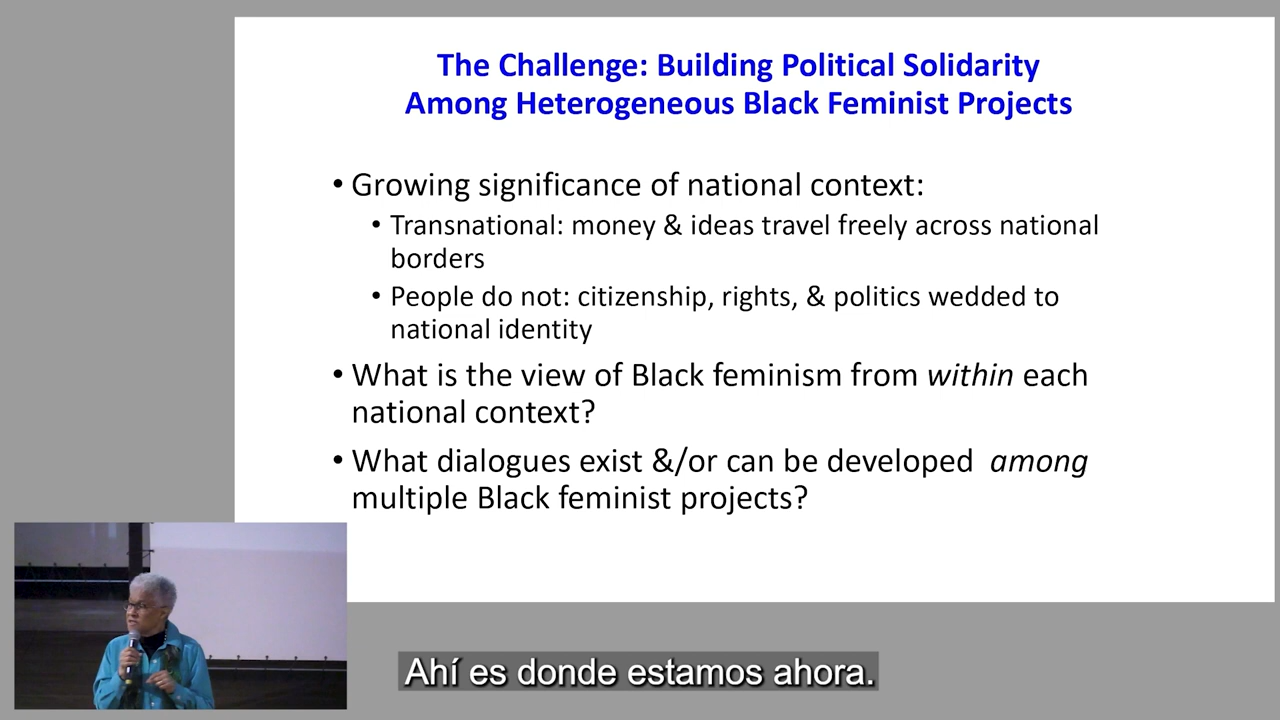 The Challenge: Building Political Solidarity
Among Heterogeneous Black Feminist Projects
• Growing significance of national context:
• Transnational: money & ideas travel freely across national
borders
• People do not: citizenship, rights, & politics wedded to
national identity
• What is the view of Black feminism from within each
national context?
• What dialogues exist &/or can be developed among
multiple Black feminist projects?
Ahí es donde estamos ahora.